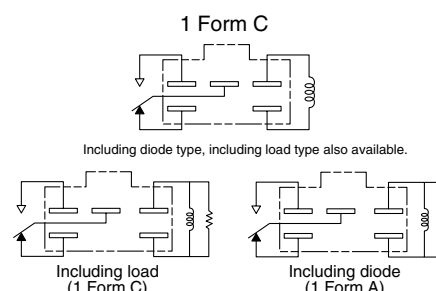 1 Form C
Including diode type, including load type also available.
Including load
(1 Form C)
Including diode
(1 Form A)